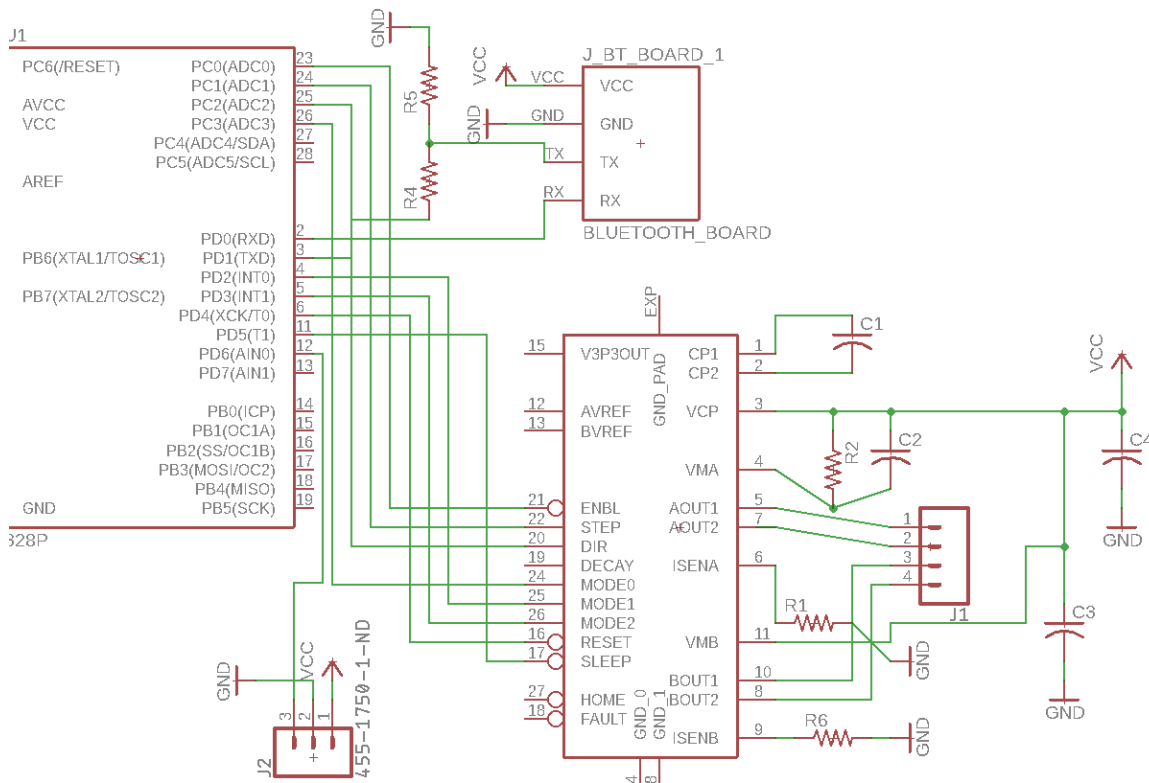 J1
PC6(/RESET)
AVCC
VCC
AREF
PB6(XTAL1/TOSC1)
PB7(XTAL2/TOSC2)
GND
328P
PC0(ADC0) 23
PC1(ADC1) 24
PC2(ADC2) 25
PC3(ADC3) 26
PC4(ADC4/SDA) 27
PC5(ADC5/SCL) 28
PD0(RXD) 2
PD1(TXD) 3
PD2(INT0) 4
PD3(INT1) 5
PD4(XCK/T0) 6
PD5(T1) 11
PD6(AIN0) 12
PD7(AIN1) 13
PB0(ICP) 14
PB1(OC1A) 15
PB2(SS/OC1B) 16
PB3(MOSI/OC2) 17
PB4(MISO) 18
PB5(SCK) 19
GND
R5
R4
J_BT_BOARD_1
VCC
VCC VCC
GND
GND GND
TX TX
RX RX
BLUETOOTH_BOARD
EXP
GND_PAD
15 V3P3OUT
12 AVREF
13 BVREF
21 ENBL
22 STEP
20 DIR
19 DECAY
24 MODE0
25 MODE1
26 MODE2
16 RESET
17 SLEEP
27 HOME
18 FAULT
CP1 1
CP2 2
VCP 3
VMA 4
AOUT1 5
AOUT2 7
ISENA 6
VMB 11
BOUT1 10
BOUT2 8
ISENB 9
GND_0
GND_1
4
8
C1
R2
C2
VCC
C4
GND
1
2
3
4
J1
R1
GND
C3
GND
R6
GND
GND
VCC
3
2
1
J2
455-1750-1-ND